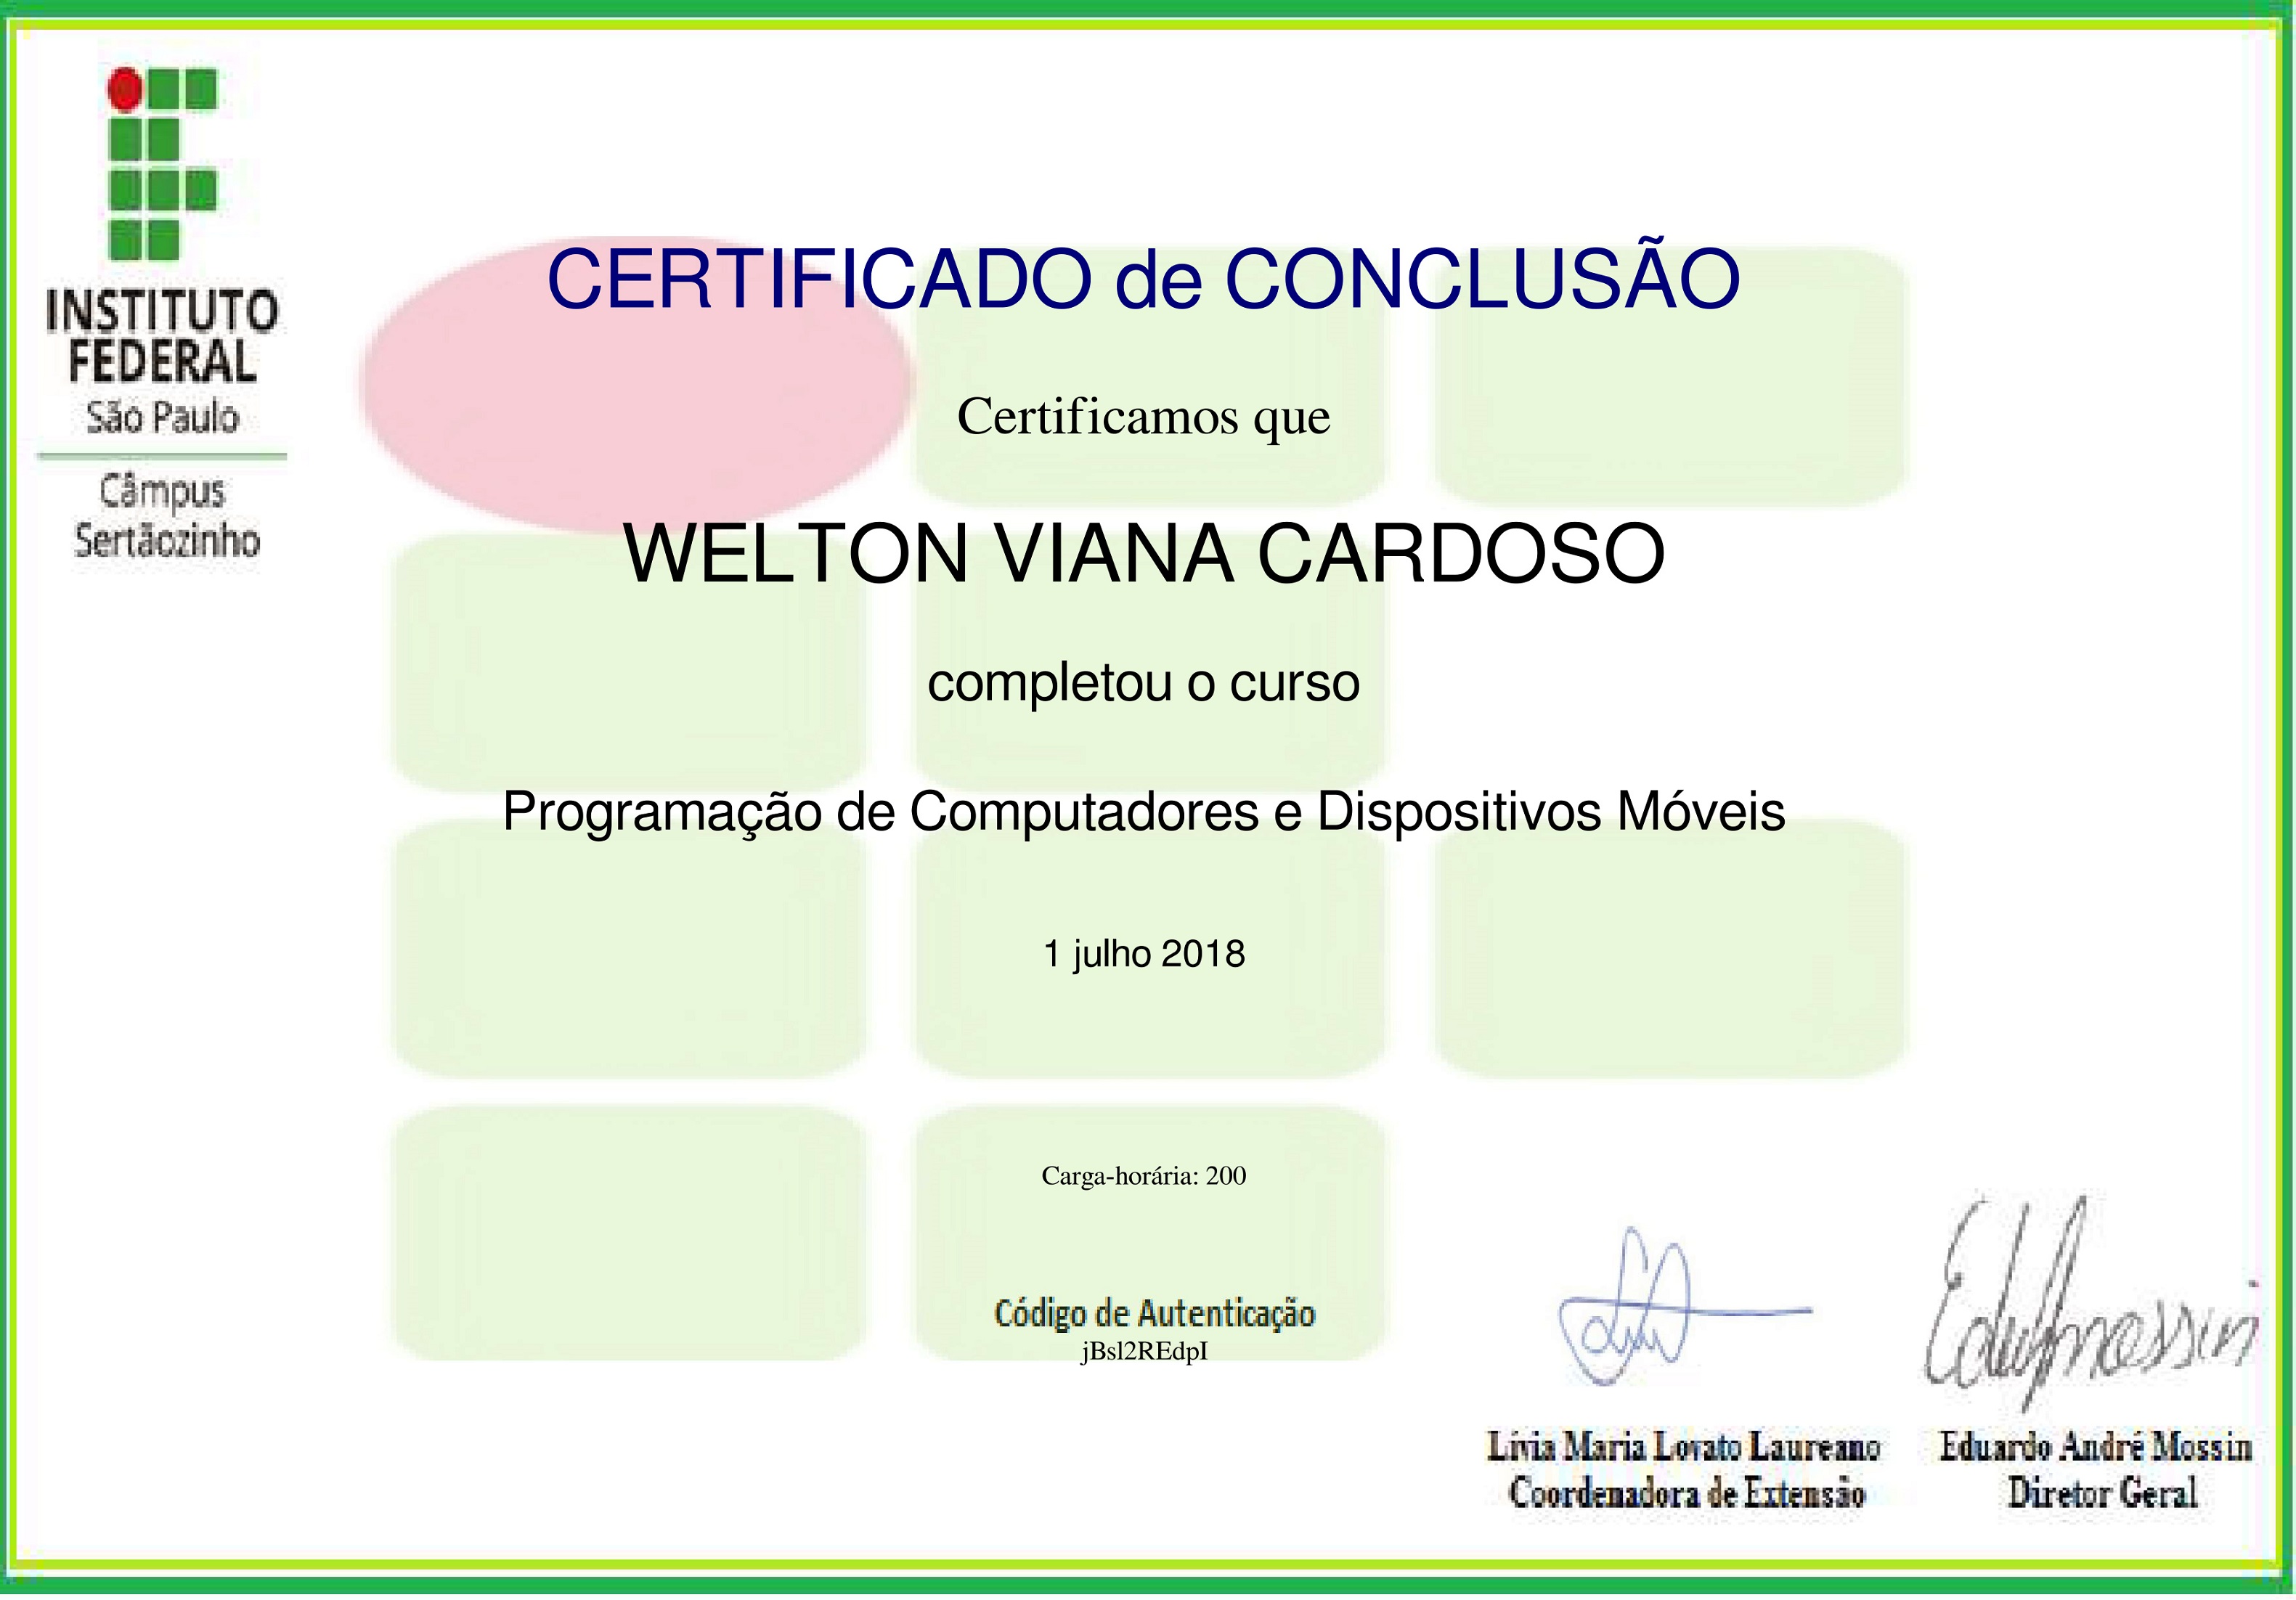 INSTITUTO
FEDERAL
São Paulo
Câmpus
Sertãozinho
CERTIFICADO de CONCLUSÃO
Certificamos que
WELTON VIANA CARDOSO
completou o curso
Programação de Computadores e Dispositivos Móveis
1 julho 2018
Carga-horária: 200
Código de Autenticação
jBsl2REdpI
Lívia Maria Lovato Laureano
Coordenadora de Extensão
Eduardo André Mossin
Diretor Geral